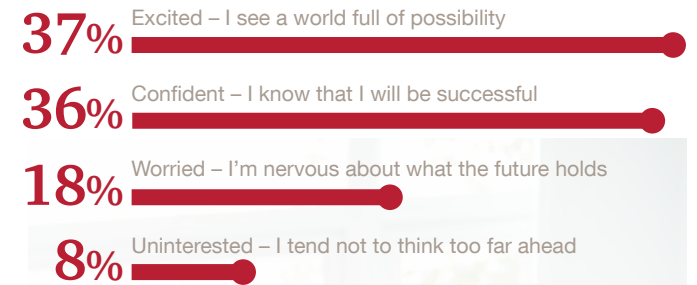 37% Excited – I see a world full of possibility
36% Confident – I know that I will be successful
18% Worried – I’m nervous about what the future holds
8% Uninterested – I tend not to think too far ahead